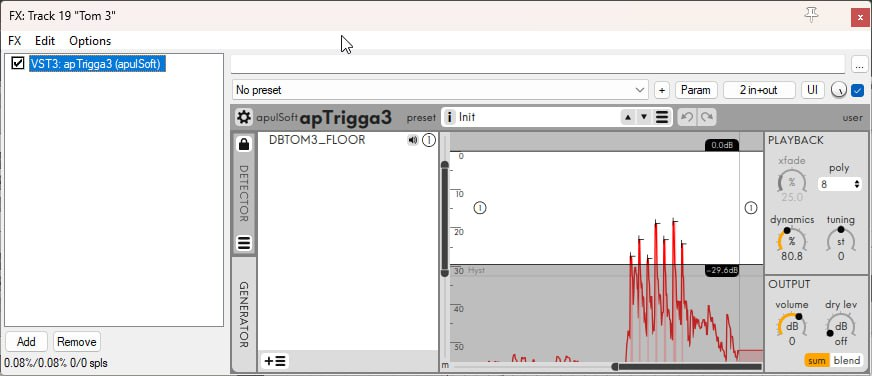 FX: Track 19 "Tom 3"
x
FX Edit Options
VST3: apTrigga3 (apulSoft)
...
No preset + Param 2 in+out UI
apulSoft apTrigga3 preset i Init user
DBTOM3_FLOOR 1
DETECTOR
GENERATOR
0.0dB
0
10
20
30
40
50
1 1
Hyst -29.6dB
m
PLAYBACK
xfade poly
% 8
25.0
dynamics tuning
% st
80.8 0
OUTPUT
volume dry lev
dB dB
0 off
sum blend
Add Remove
0.08%/0.08% 0/0 spls